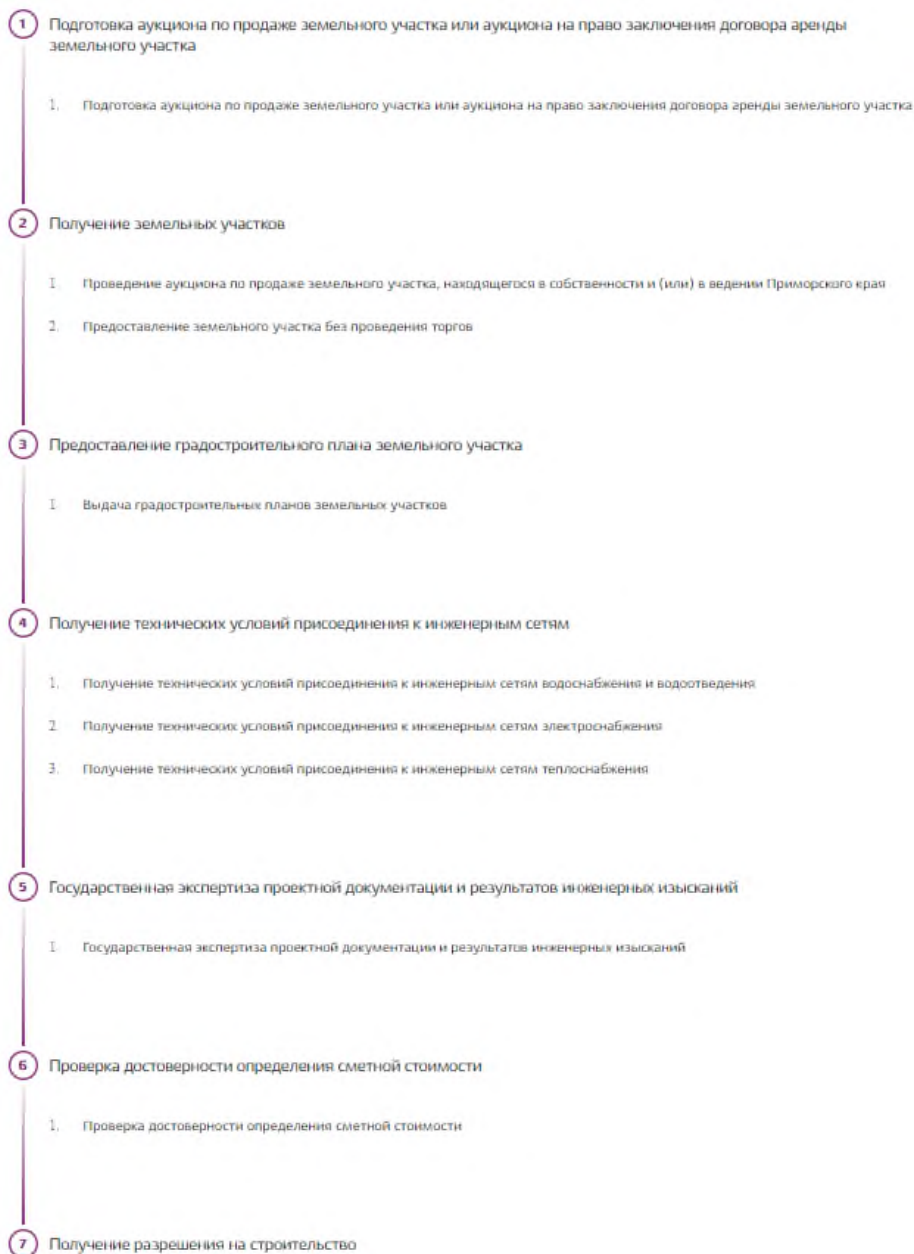 1 Подготовка аукциона по продаже земельного участка или аукциона на право заключения договора аренды
земельного участка
1. Подготовка аукциона по продаже земельного участка или аукциона на право заключения договора аренды земельного участка
2 Получение земельных участков
1. Проведение аукциона по продаже земельного участка, находящегося в собственности и (или) в ведении Приморского края
2. Предоставление земельного участка без проведения торгов
3 Предоставление градостроительного плана земельного участка
1. Выдача градостроительных планов земельных участков
4 Получение технических условий присоединения к инженерным сетям
1. Получение технических условий присоединения к инженерным сетям водоснабжения и водоотведения
2. Получение технических условий присоединения к инженерным сетям электроснабжения
3. Получение технических условий присоединения к инженерным сетям теплоснабжения
5 Государственная экспертиза проектной документации и результатов инженерных изысканий
1. Государственная экспертиза проектной документации и результатов инженерных изысканий
6 Проверка достоверности определения сметной стоимости
1. Проверка достоверности определения сметной стоимости
7 Получение разрешения на строительство